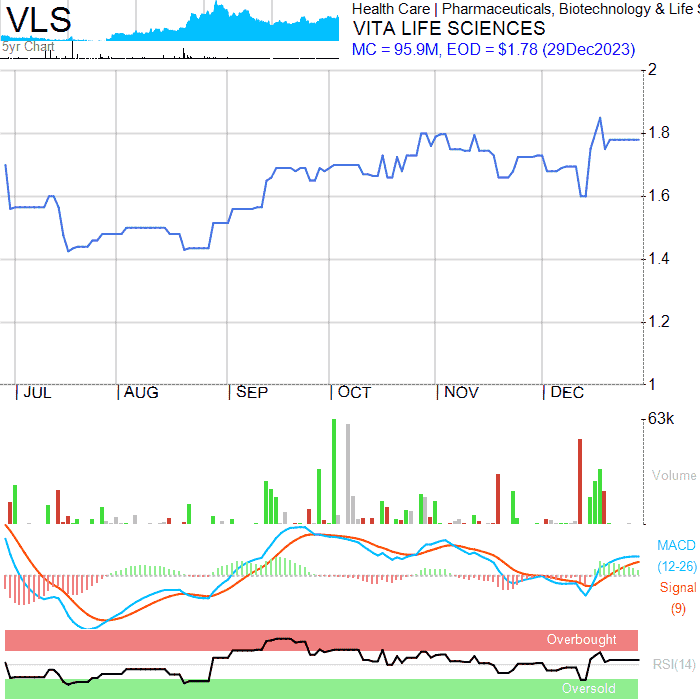 VLS
5yr Chart
Health Care | Pharmaceuticals, Biotechnology & Life S
VITA LIFE SCIENCES
MC = 95.9M, EOD = $1.78 (29Dec2023)
2
1.8
1.6
1.4
1.2
1
| JUL | AUG | SEP | OCT | NOV | DEC
63k
Volume
MACD
(12-26)
Signal
(9)
Overbought
RSI(14)
Oversold